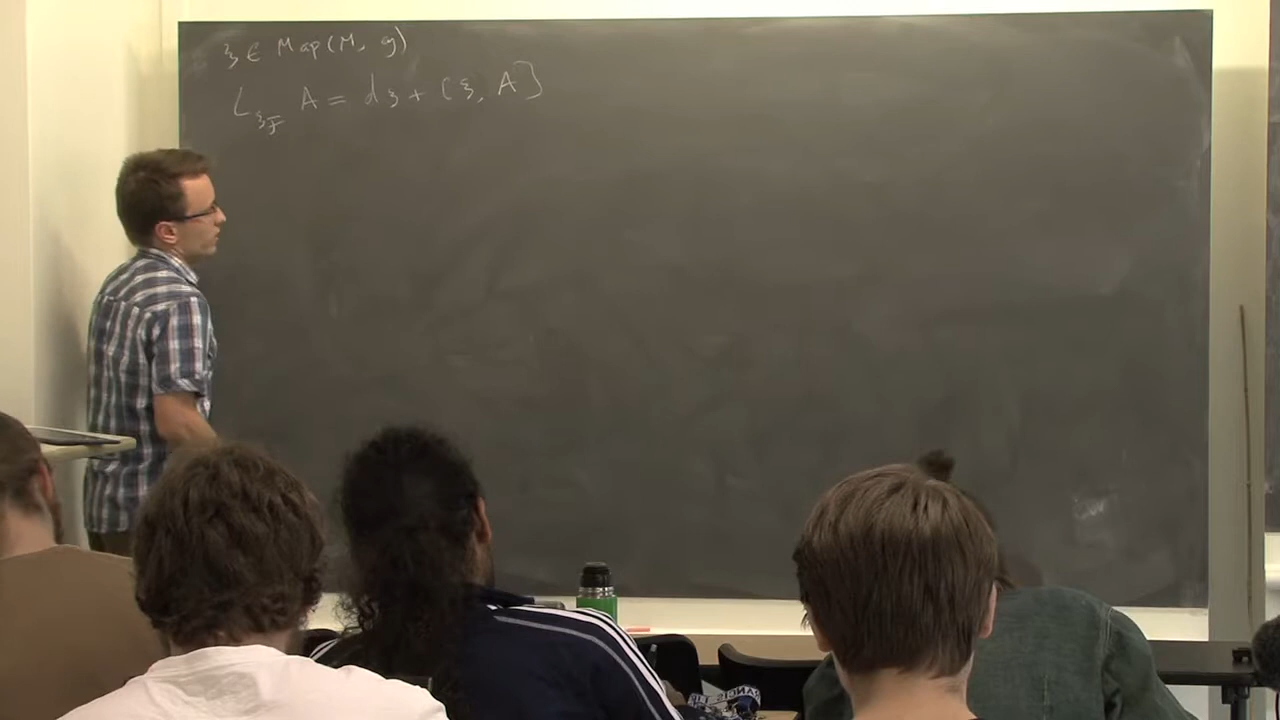 ξ ∈ Map(M, g)
L_{ξ_F} A = dξ + [ξ, A]